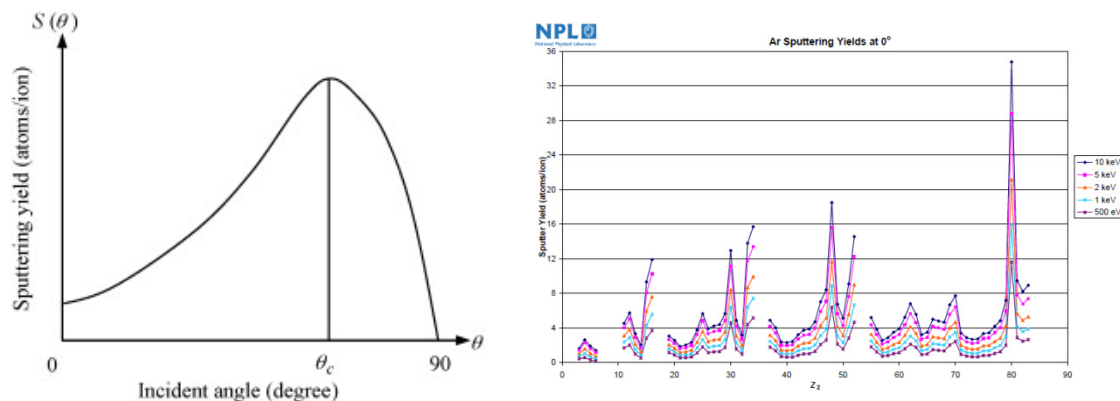 S (θ)
Sputtering yield (atoms/ion)
0
θc
90
θ
Incident angle (degree)
NPL
National Physical Laboratory
Ar Sputtering Yields at 0°
Sputter Yield (atoms/ion)
36
32
28
24
20
16
12
8
4
0
0 10 20 30 40 50 60 70 80 90
Z2
10 keV
5 keV
2 keV
1 keV
500 eV